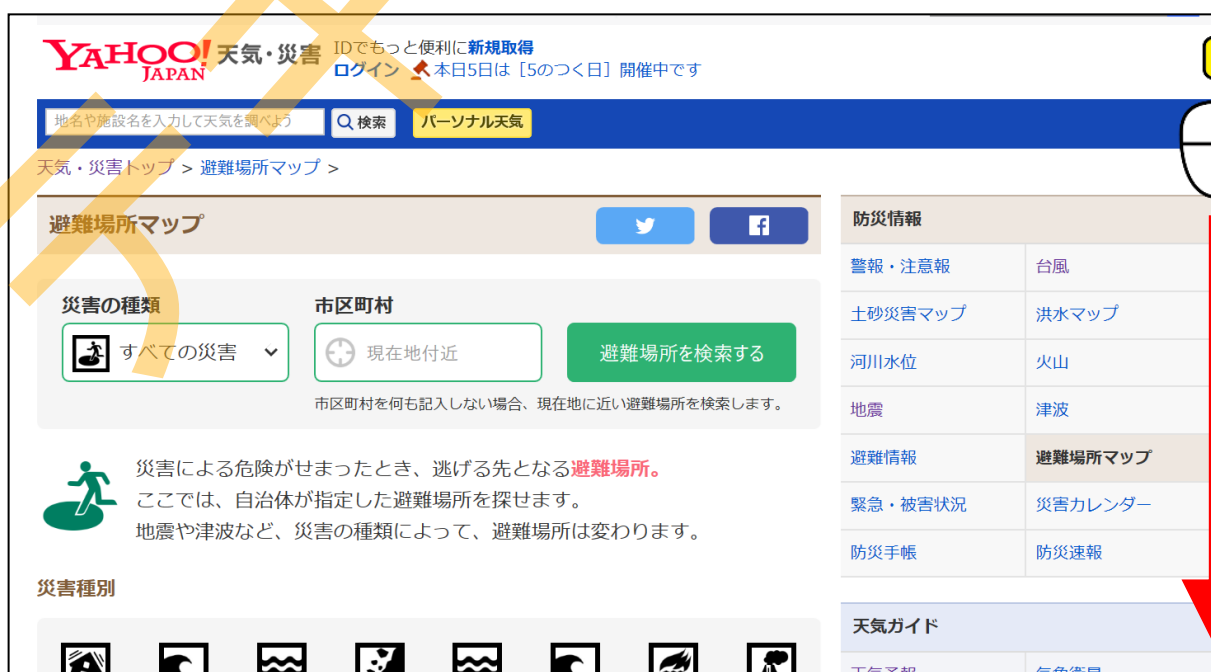 YAHOO! JAPAN 天気・災害
IDでもっと便利に新規取得
ログイン 本日5日は［5のつく日］開催中です
地名や施設名を入力して天気を調べよう 検索 パーソナル天気
天気・災害トップ > 避難場所マップ >
避難場所マップ
災害の種類 市区町村
すべての災害 現在地付近 避難場所を検索する
市区町村を何も記入しない場合、現在地に近い避難場所を検索します。
災害による危険がせまったとき、逃げる先となる避難場所。
ここでは、自治体が指定した避難場所を探せます。
地震や津波など、災害の種類によって、避難場所は変わります。
災害種別
防災情報
警報・注意報 台風
土砂災害マップ 洪水マップ
河川水位 火山
地震 津波
避難情報 避難場所マップ
緊急・被害状況 災害カレンダー
防災手帳 防災速報
天気ガイド
天気予報 気象衛星